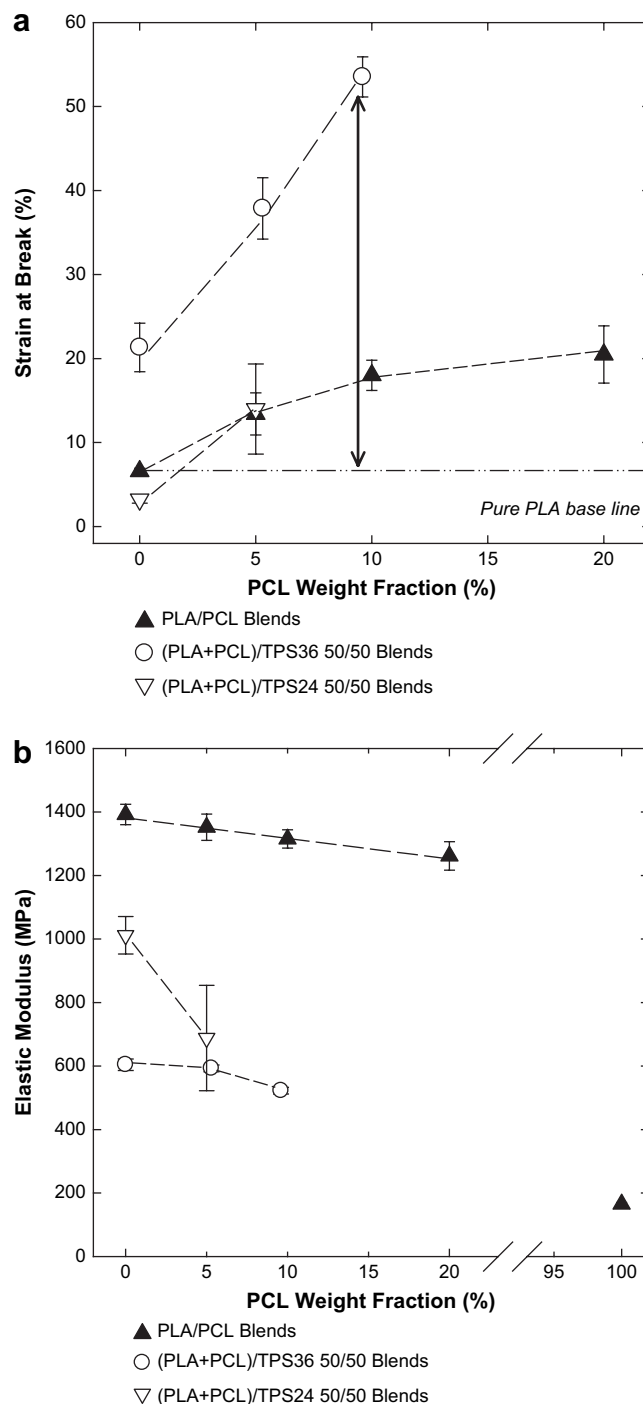 a
60
50
40
30
20
10
0
Strain at Break (%)
Pure PLA base line
0 5 10 15 20
PCL Weight Fraction (%)
PLA/PCL Blends
(PLA+PCL)/TPS36 50/50 Blends
(PLA+PCL)/TPS24 50/50 Blends
b
1600
1400
1200
1000
800
600
400
200
0
Elastic Modulus (MPa)
0 5 10 15 20 95 100
PCL Weight Fraction (%)
PLA/PCL Blends
(PLA+PCL)/TPS36 50/50 Blends
(PLA+PCL)/TPS24 50/50 Blends